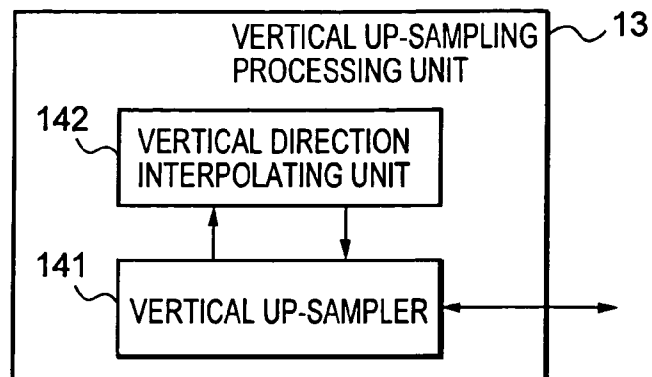 VERTICAL UP-SAMPLING
PROCESSING UNIT
13
142
VERTICAL DIRECTION
INTERPOLATING UNIT
141
VERTICAL UP-SAMPLER